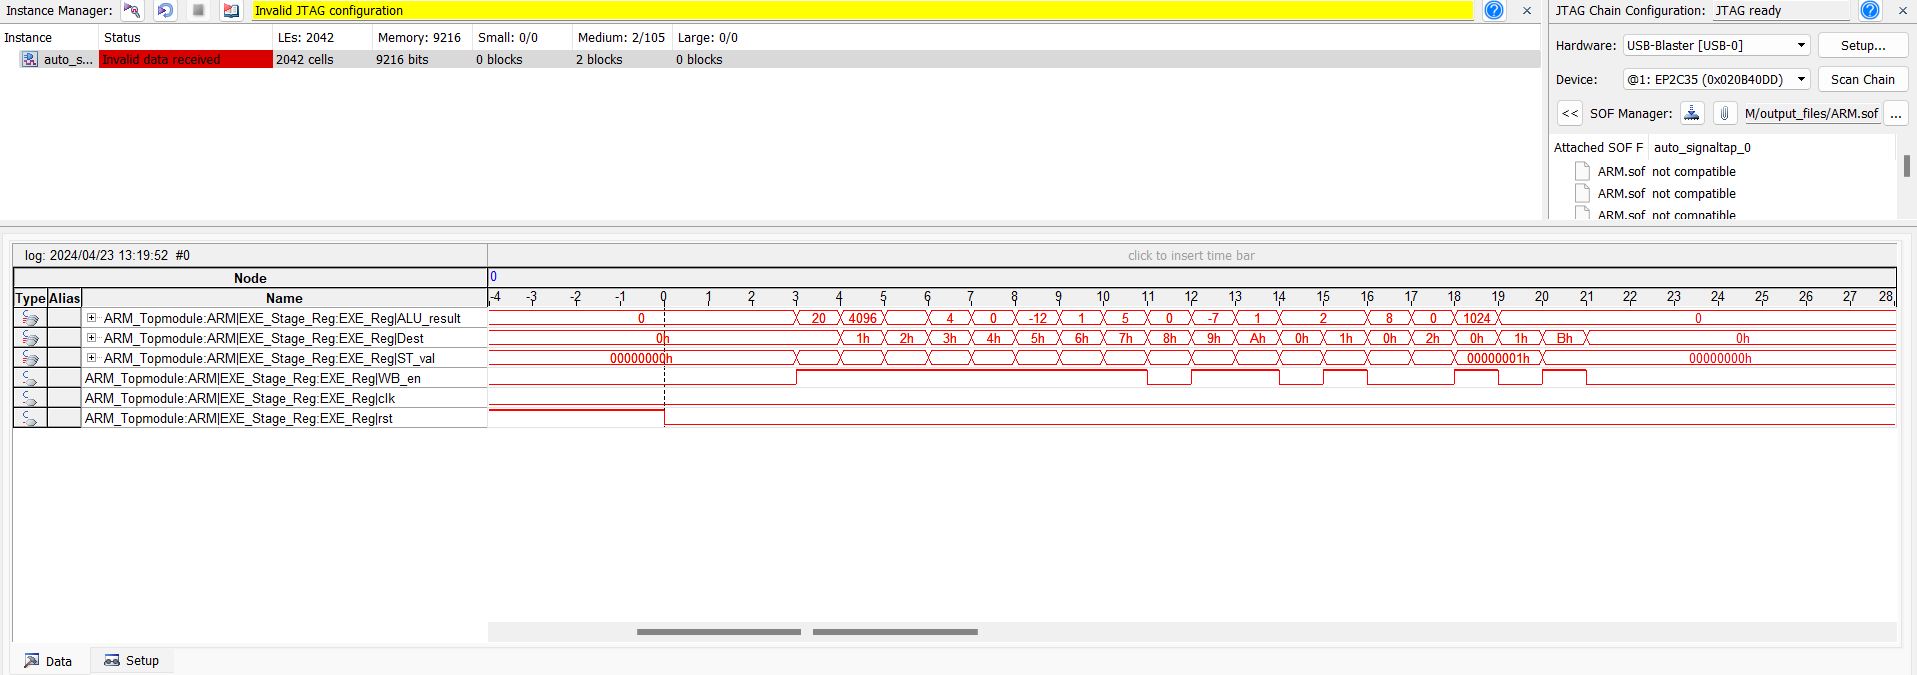 Instance Manager: Invalid JTAG configuration
Instance Status LEs: 2042 Memory: 9216 Small: 0/0 Medium: 2/105 Large: 0/0
auto_s... Invalid data received 2042 cells 9216 bits 0 blocks 2 blocks 0 blocks
JTAG Chain Configuration: JTAG ready
Hardware: USB-Blaster [USB-0] Setup...
Device: @1: EP2C35 (0x020B40DD) Scan Chain
<< SOF Manager: M/output_files/ARM.sof ...
Attached SOF F auto_signaltap_0
ARM.sof not compatible
ARM.sof not compatible
ARM.sof not compatible
log: 2024/04/23 13:19:52 #0 click to insert time bar
Node 0
Type Alias Name -4 -3 -2 -1 0 1 2 3 4 5 6 7 8 9 10 11 12 13 14 15 16 17 18 19 20 21 22 23 24 25 26 27 28
ARM_Topmodule:ARM|EXE_Stage_Reg:EXE_Reg|ALU_result 0 20 4096 4 0 -12 1 5 0 -7 1 2 8 0 1024 0
ARM_Topmodule:ARM|EXE_Stage_Reg:EXE_Reg|Dest 0h 1h 2h 3h 4h 5h 6h 7h 8h 9h Ah 0h 1h 0h 2h 0h 1h Bh 0h
ARM_Topmodule:ARM|EXE_Stage_Reg:EXE_Reg|ST_val 00000000h 00000001h 00000000h
ARM_Topmodule:ARM|EXE_Stage_Reg:EXE_Reg|WB_en
ARM_Topmodule:ARM|EXE_Stage_Reg:EXE_Reg|clk
ARM_Topmodule:ARM|EXE_Stage_Reg:EXE_Reg|rst
Data Setup